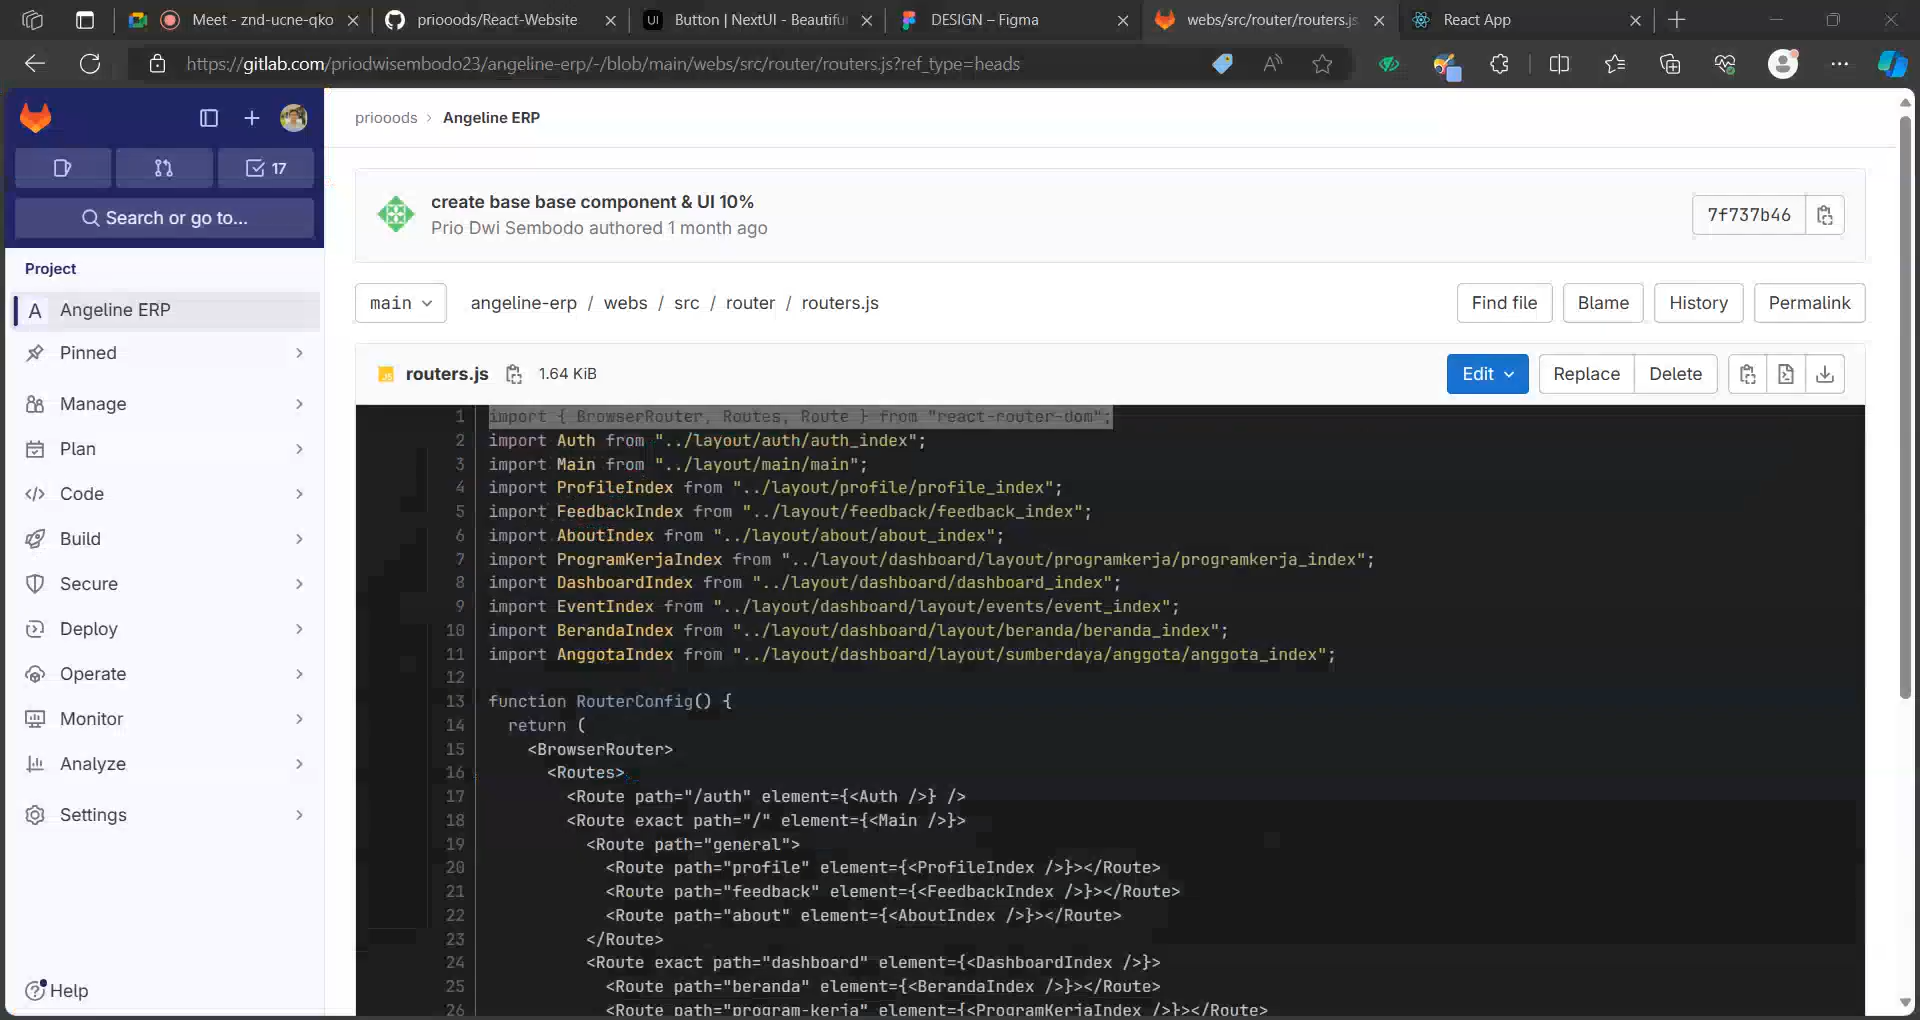 Meet - znd-ucne-qko
priooods/React-Website
Button | NextUI - Beautifu
DESIGN – Figma
webs/src/router/routers.js
React App
https://gitlab.com/priodwisembodo23/angeline-erp/-/blob/main/webs/src/router/routers.js?ref_type=heads
17
Search or go to...
Project
A Angeline ERP
Pinned
Manage
Plan
Code
Build
Secure
Deploy
Operate
Monitor
Analyze
Settings
Help
priooods › Angeline ERP
create base base component & UI 10%
Prio Dwi Sembodo authored 1 month ago
7f737b46
main
angeline-erp / webs / src / router / routers.js
Find file
Blame
History
Permalink
routers.js 1.64 KiB
Edit
Replace
Delete
1 import { BrowserRouter, Routes, Route } from "react-router-dom";
2 import Auth from "../layout/auth/auth_index";
3 import Main from "../layout/main/main";
4 import ProfileIndex from "../layout/profile/profile_index";
5 import FeedbackIndex from "../layout/feedback/feedback_index";
6 import AboutIndex from "../layout/about/about_index";
7 import ProgramKerjaIndex from "../layout/dashboard/layout/programkerja/programkerja_index";
8 import DashboardIndex from "../layout/dashboard/dashboard_index";
9 import EventIndex from "../layout/dashboard/layout/events/event_index";
10 import BerandaIndex from "../layout/dashboard/layout/beranda/beranda_index";
11 import AnggotaIndex from "../layout/dashboard/layout/sumberdaya/anggota/anggota_index";
12
13 function RouterConfig() {
14 return (
15 <BrowserRouter>
16 <Routes>
17 <Route path="/auth" element={<Auth />} />
18 <Route exact path="/" element={<Main />}>
19 <Route path="general">
20 <Route path="profile" element={<ProfileIndex />}></Route>
21 <Route path="feedback" element={<FeedbackIndex />}></Route>
22 <Route path="about" element={<AboutIndex />}></Route>
23 </Route>
24 <Route exact path="dashboard" element={<DashboardIndex />}>
25 <Route path="beranda" element={<BerandaIndex />}></Route>
26 <Route path="program-kerja" element={<ProgramKerjaIndex />}></Route>